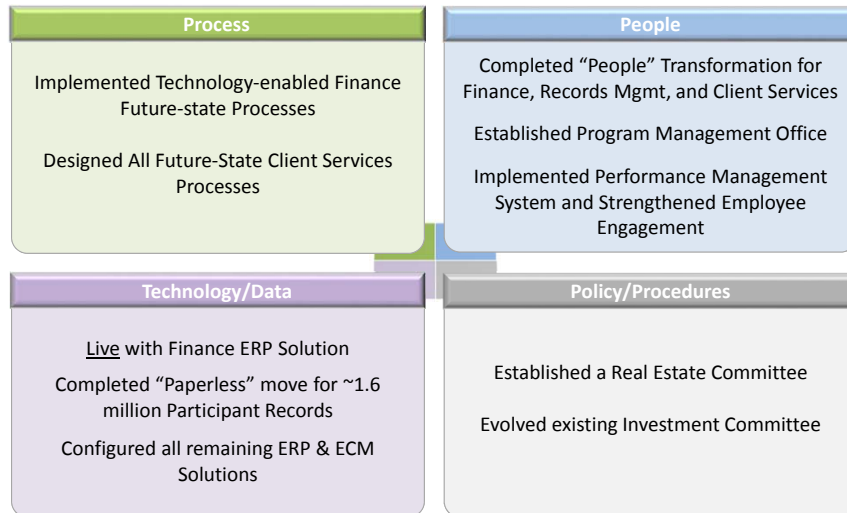 Process
Implemented Technology-enabled Finance
Future-state Processes
Designed All Future-State Client Services
Processes
People
Completed “People” Transformation for
Finance, Records Mgmt, and Client Services
Established Program Management Office
Implemented Performance Management
System and Strengthened Employee
Engagement
Technology/Data
Live with Finance ERP Solution
Completed “Paperless” move for ~1.6
million Participant Records
Configured all remaining ERP & ECM
Solutions
Policy/Procedures
Established a Real Estate Committee
Evolved existing Investment Committee